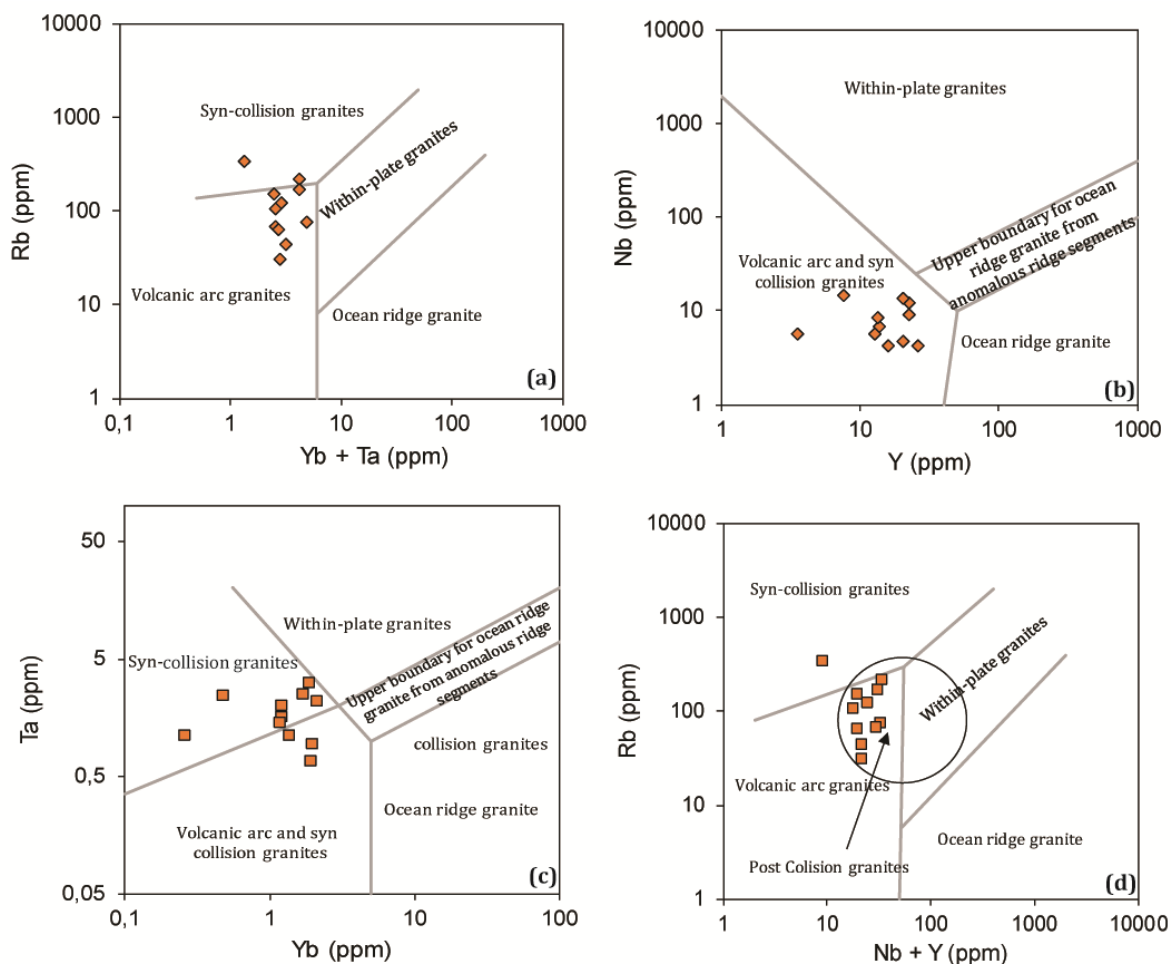 10000
1000
100
10
1
Rb (ppm)
Syn-collision granites
Within-plate granites
Volcanic arc granites
Ocean ridge granite
(a)
0,1
1
10
100
1000
Yb + Ta (ppm)
10000
1000
100
10
1
Nb (ppm)
Within-plate granites
Upper boundary for ocean
ridge granite from
anomalous ridge segments
Volcanic arc and syn
collision granites
Ocean ridge granite
(b)
1
10
100
1000
Y (ppm)
50
5
0,5
0,05
Ta (ppm)
Within-plate granites
Syn-collision granites
Upper boundary for ocean ridge
granite from anomalous ridge
segments
collision granites
Ocean ridge granite
Volcanic arc and syn
collision granites
(c)
0,1
1
10
100
Yb (ppm)
10000
1000
100
10
1
Rb (ppm)
Syn-collision granites
Within-plate granites
Volcanic arc granites
Ocean ridge granite
Post Colision granites
(d)
1
10
100
1000
10000
Nb + Y (ppm)